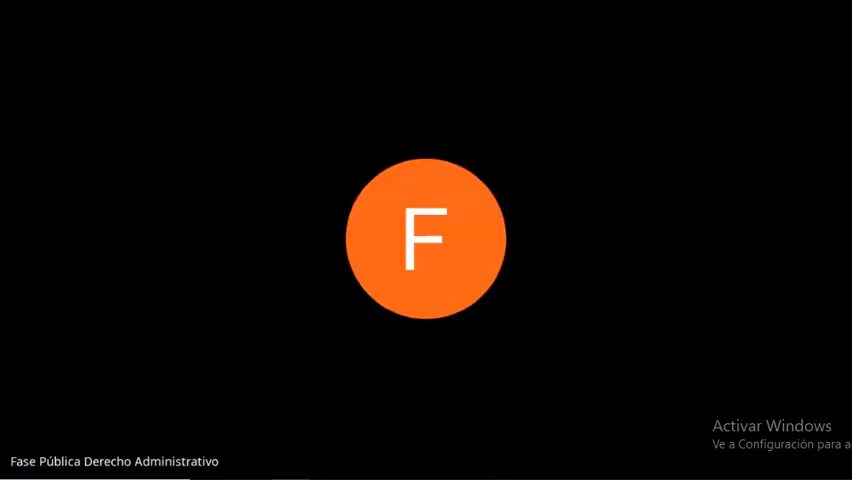 F
Activar Windows
Ve a Configuración para a
Fase Pública Derecho Administrativo